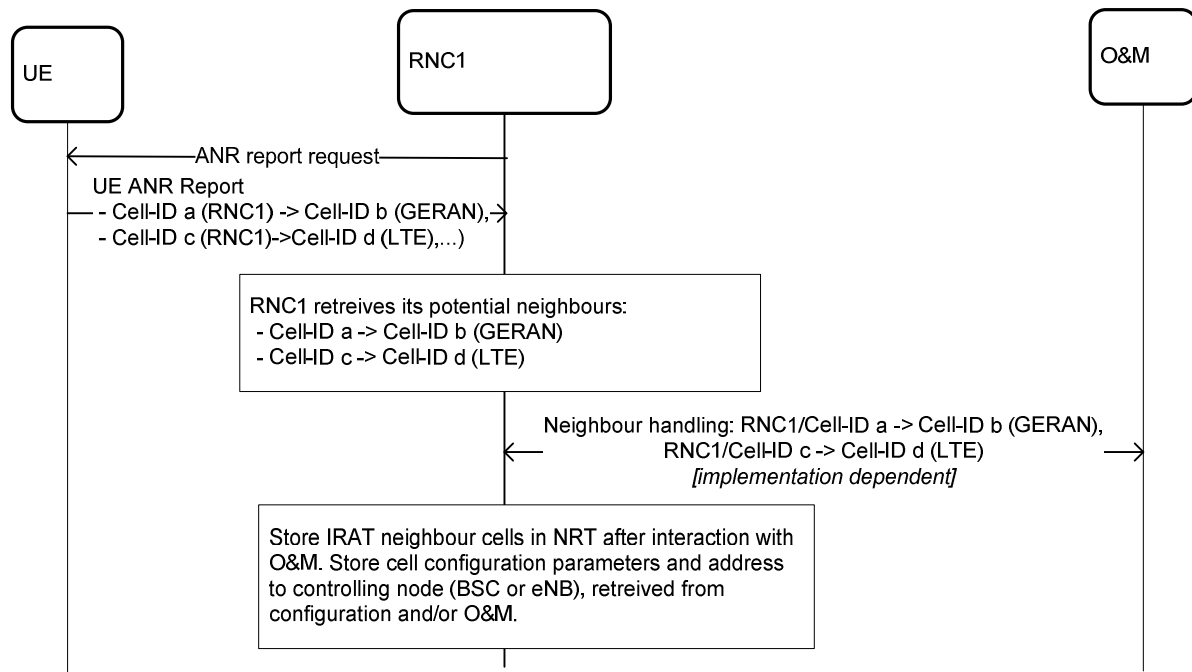 UE
RNC1
O&M
ANR report request
UE ANR Report
- Cell-ID a (RNC1) -> Cell-ID b (GERAN),
- Cell-ID c (RNC1)->Cell-ID d (LTE),...)
RNC1 retreives its potential neighbours:
- Cell-ID a -> Cell-ID b (GERAN)
- Cell-ID c -> Cell-ID d (LTE)
Neighbour handling: RNC1/Cell-ID a -> Cell-ID b (GERAN),
RNC1/Cell-ID c -> Cell-ID d (LTE)
[implementation dependent]
Store IRAT neighbour cells in NRT after interaction with
O&M. Store cell configuration parameters and address
to controlling node (BSC or eNB), retreived from
configuration and/or O&M.